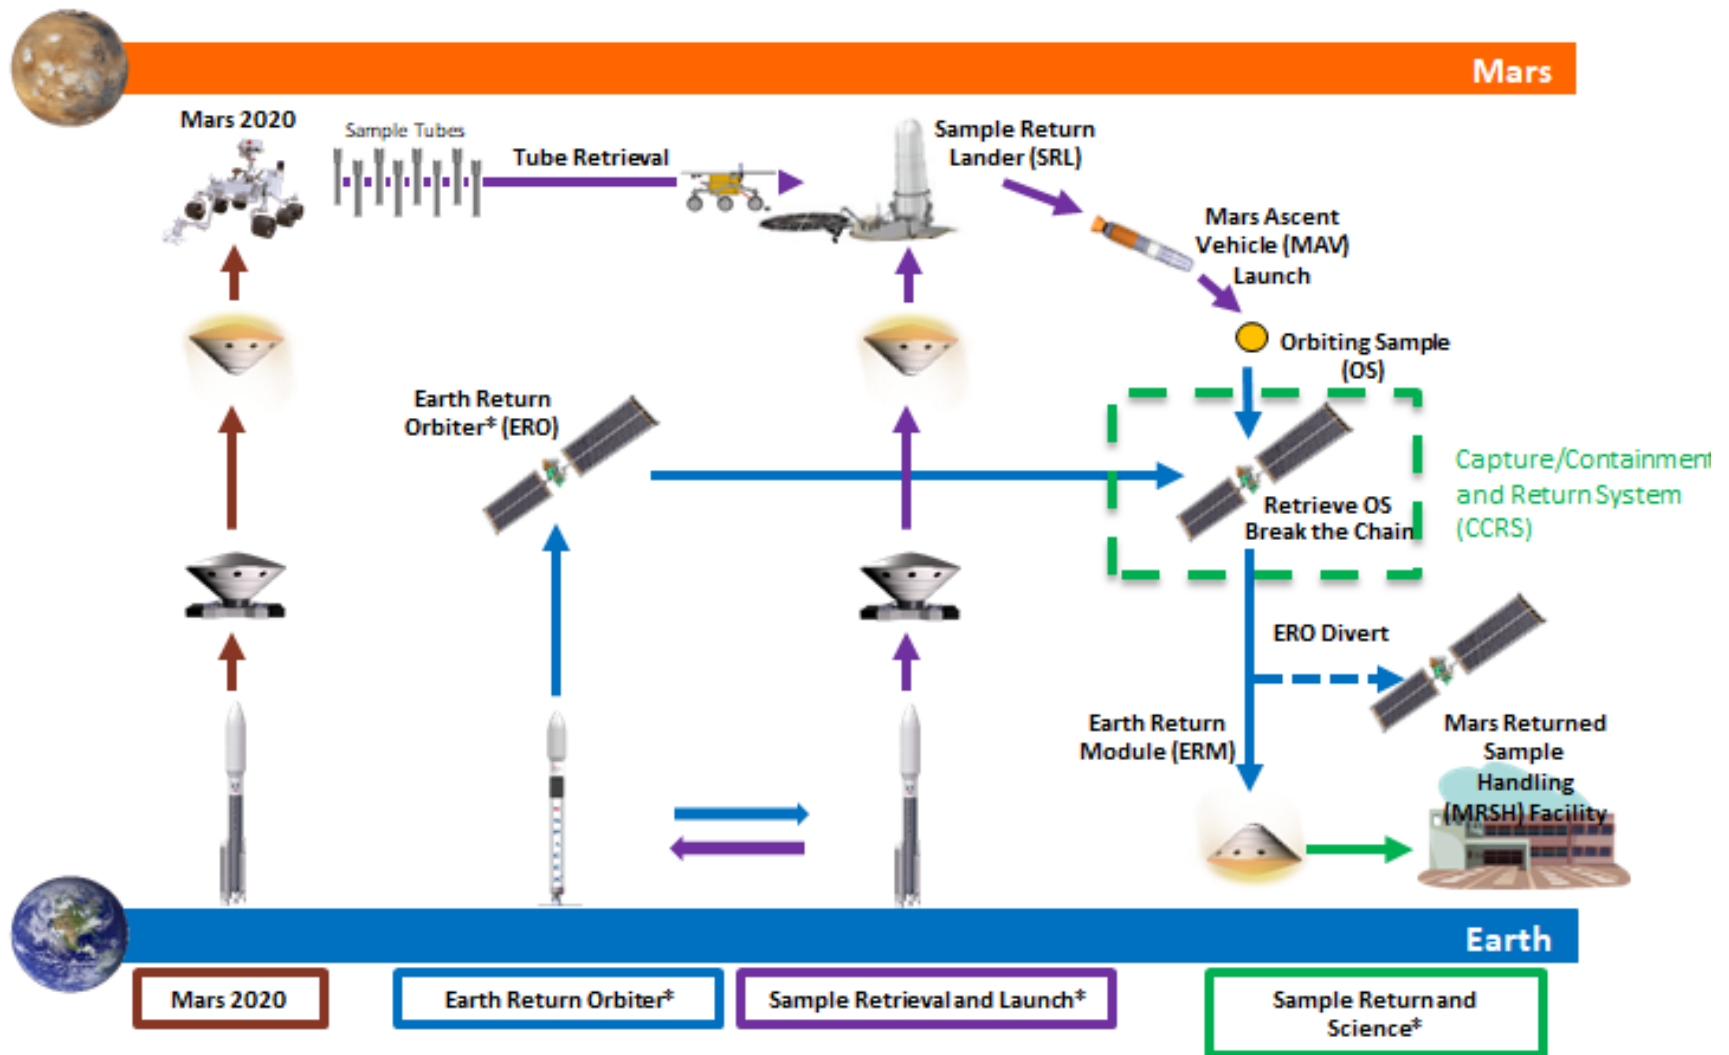 Mars
Mars 2020
Sample Tubes
Tube Retrieval
Sample Return
Lander (SRL)
Mars Ascent
Vehicle (MAV)
Launch
Orbiting Sample
(OS)
Earth Return
Orbiter* (ERO)
Capture/Containment
and Return System
(CCRS)
Retrieve OS
Break the Chain
ERO Divert
Earth Return
Module (ERM)
Mars Returned
Sample
Handling
(MRSH) Facility
Earth
Mars 2020
Earth Return Orbiter*
Sample Retrieval and Launch*
Sample Return and
Science*